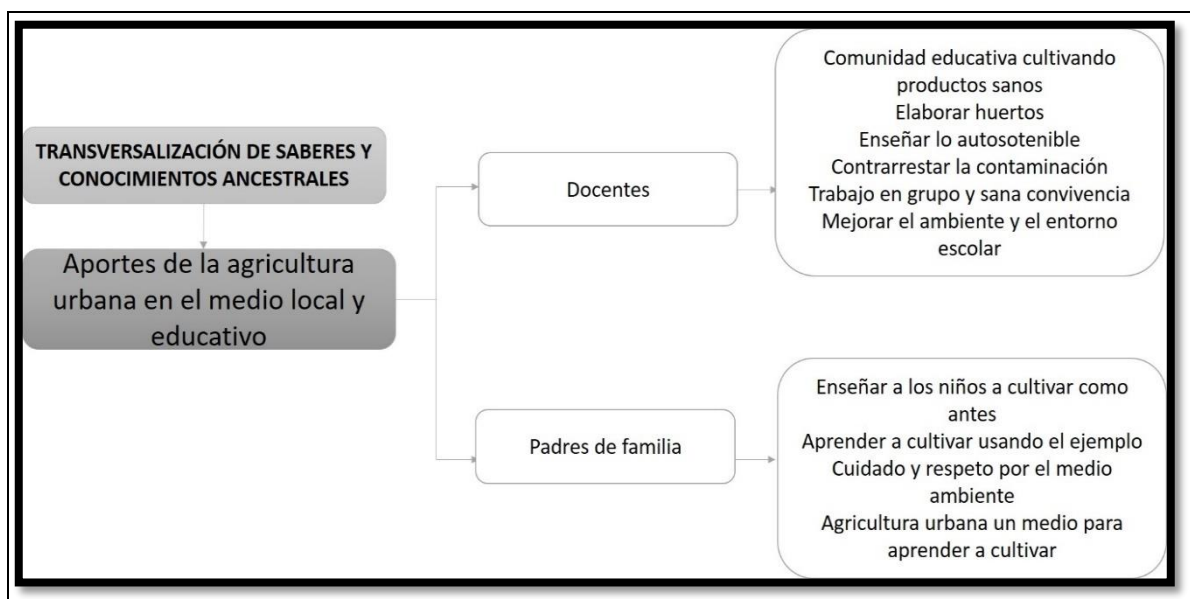 TRANSVERSALIZACIÓN DE SABERES Y
CONOCIMIENTOS ANCESTRALES
Aportes de la agricultura
urbana en el medio local y
educativo
Docentes
Comunidad educativa cultivando
productos sanos
Elaborar huertos
Enseñar lo autosotenible
Contrarrestar la contaminación
Trabajo en grupo y sana convivencia
Mejorar el ambiente y el entorno
escolar
Padres de familia
Enseñar a los niños a cultivar como
antes
Aprender a cultivar usando el ejemplo
Cuidado y respeto por el medio
ambiente
Agricultura urbana un medio para
aprender a cultivar